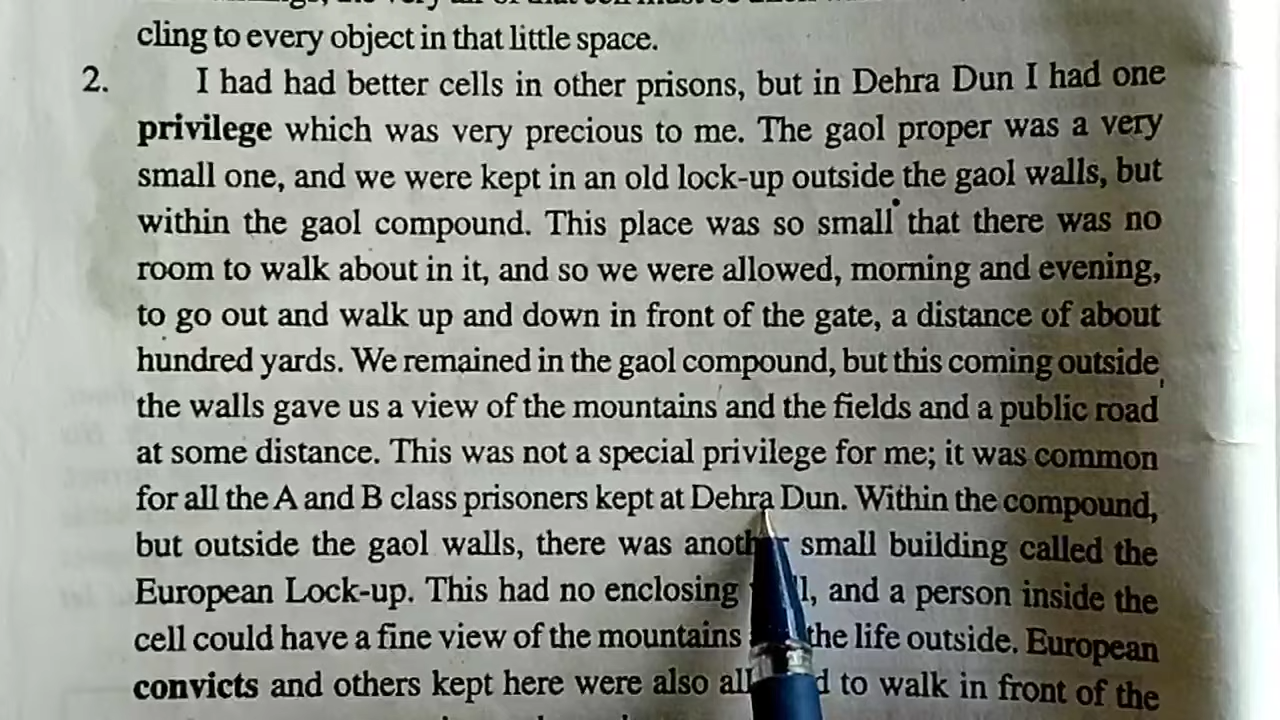 cling to every object in that little space.
2. I had had better cells in other prisons, but in Dehra Dun I had one
privilege which was very precious to me. The gaol proper was a very
small one, and we were kept in an old lock-up outside the gaol walls, but
within the gaol compound. This place was so small that there was no
room to walk about in it, and so we were allowed, morning and evening,
to go out and walk up and down in front of the gate, a distance of about
hundred yards. We remained in the gaol compound, but this coming outside
the walls gave us a view of the mountains and the fields and a public road
at some distance. This was not a special privilege for me; it was common
for all the A and B class prisoners kept at Dehra Dun. Within the compound,
but outside the gaol walls, there was small building called the
European Lock-up. This had no enclosing and a person inside the
cell could have a fine view of the mountains the life outside. European
convicts and others kept here were also to walk in front of the